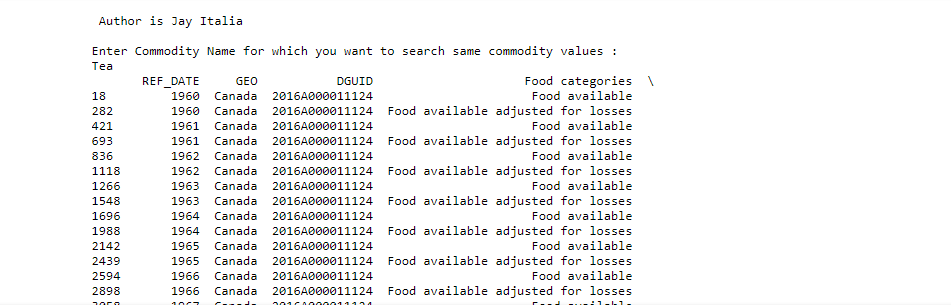 Author is Jay Italia
Enter Commodity Name for which you want to search same commodity values :
Tea
REF_DATE GEO DGUID Food categories \
18 1960 Canada 2016A000011124 Food available
282 1960 Canada 2016A000011124 Food available adjusted for losses
421 1961 Canada 2016A000011124 Food available
693 1961 Canada 2016A000011124 Food available adjusted for losses
836 1962 Canada 2016A000011124 Food available
1118 1962 Canada 2016A000011124 Food available adjusted for losses
1266 1963 Canada 2016A000011124 Food available
1548 1963 Canada 2016A000011124 Food available adjusted for losses
1696 1964 Canada 2016A000011124 Food available
1988 1964 Canada 2016A000011124 Food available adjusted for losses
2142 1965 Canada 2016A000011124 Food available
2439 1965 Canada 2016A000011124 Food available adjusted for losses
2594 1966 Canada 2016A000011124 Food available
2898 1966 Canada 2016A000011124 Food available adjusted for losses